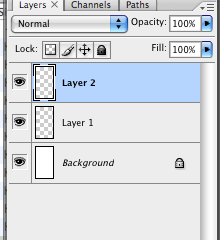 Layers × Channels Paths
Normal Opacity: 100%
Lock: Fill: 100%
Layer 2
Layer 1
Background